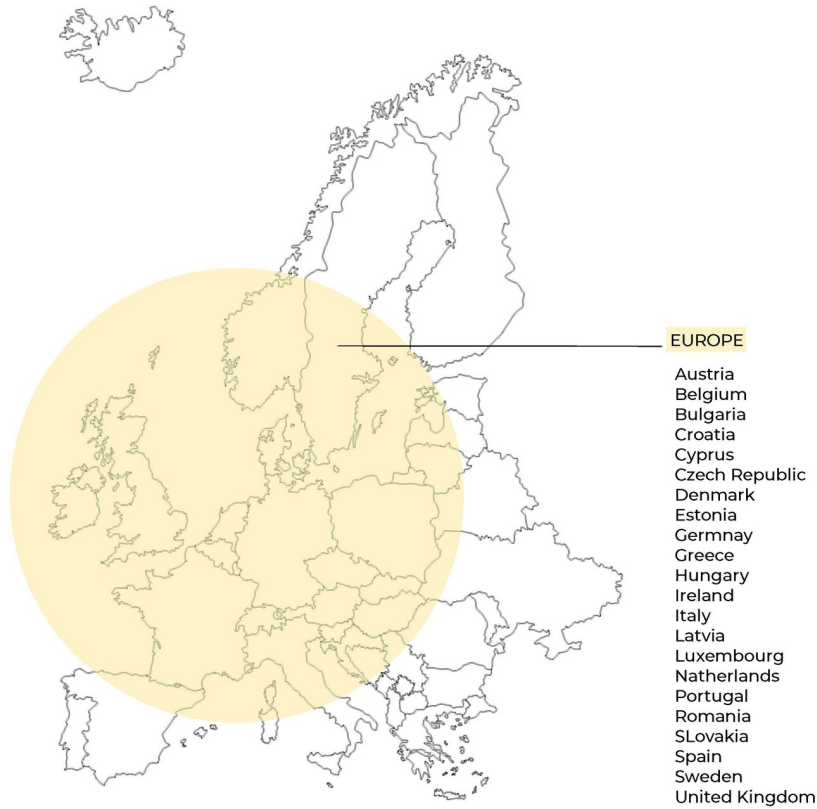 EUROPE
Austria
Belgium
Bulgaria
Croatia
Cyprus
Czech Republic
Denmark
Estonia
Germnay
Greece
Hungary
Ireland
Italy
Latvia
Luxembourg
Natherlands
Portugal
Romania
SLovakia
Spain
Sweden
United Kingdom